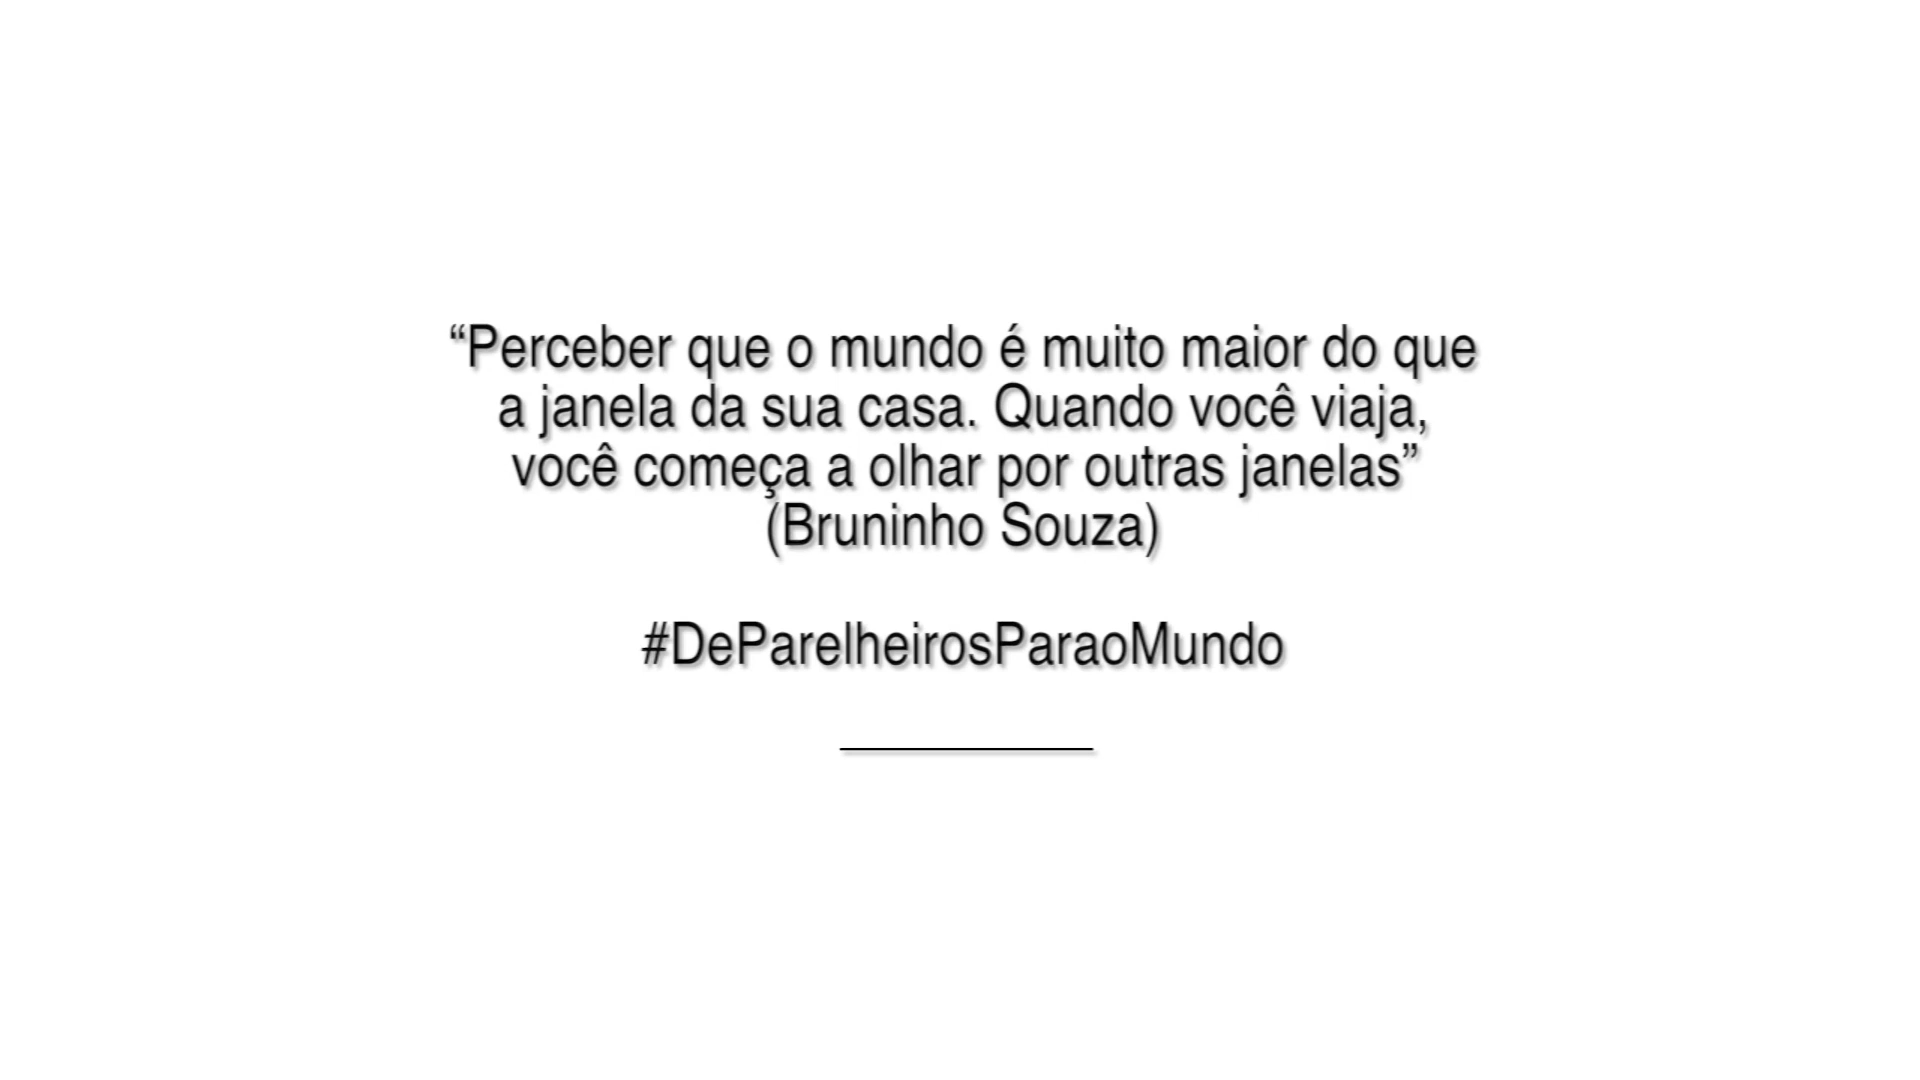 “Perceber que o mundo é muito maior do que
a janela da sua casa. Quando você viaja,
você começa a olhar por outras janelas”
(Bruninho Souza)
#DeParelheirosParaoMundo